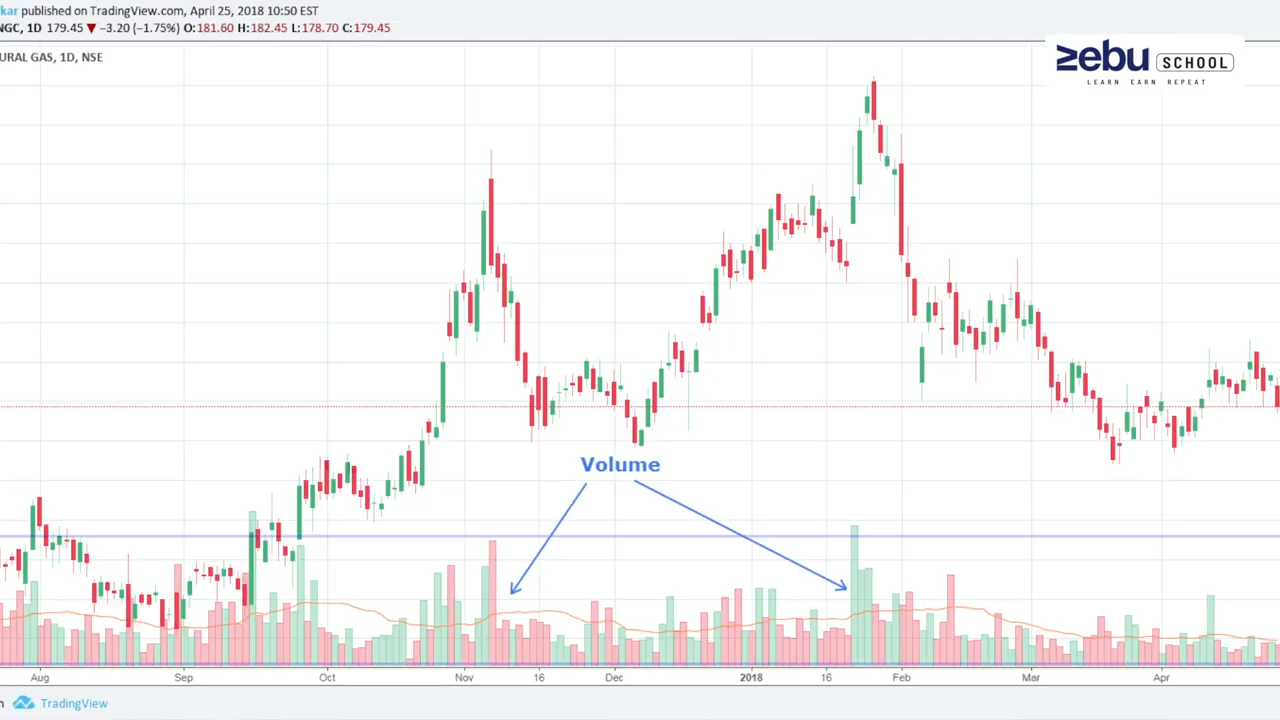 kar published on TradingView.com, April 25, 2018 10:50 EST
NGC, 1D 179.45 ▼ −3.20 (−1.75%) O:181.60 H:182.45 L:178.70 C:179.45
URAL GAS, 1D, NSE
zebu SCHOOL
LEARN EARN REPEAT
Volume
Aug Sep Oct Nov 16 Dec 2018 16 Feb Mar Apr
n TradingView